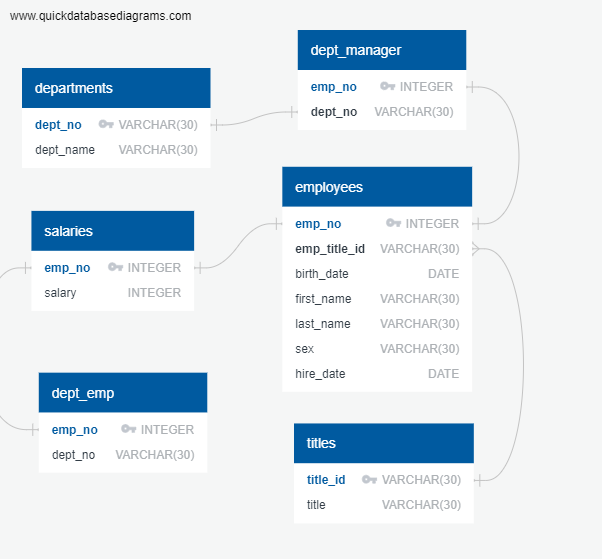 www.quickdatabasediagrams.com
dept_manager
emp_no INTEGER
dept_no VARCHAR(30)
departments
dept_no VARCHAR(30)
dept_name VARCHAR(30)
employees
emp_no INTEGER
emp_title_id VARCHAR(30)
birth_date DATE
first_name VARCHAR(30)
last_name VARCHAR(30)
sex VARCHAR(30)
hire_date DATE
salaries
emp_no INTEGER
salary INTEGER
dept_emp
emp_no INTEGER
dept_no VARCHAR(30)
titles
title_id VARCHAR(30)
title VARCHAR(30)